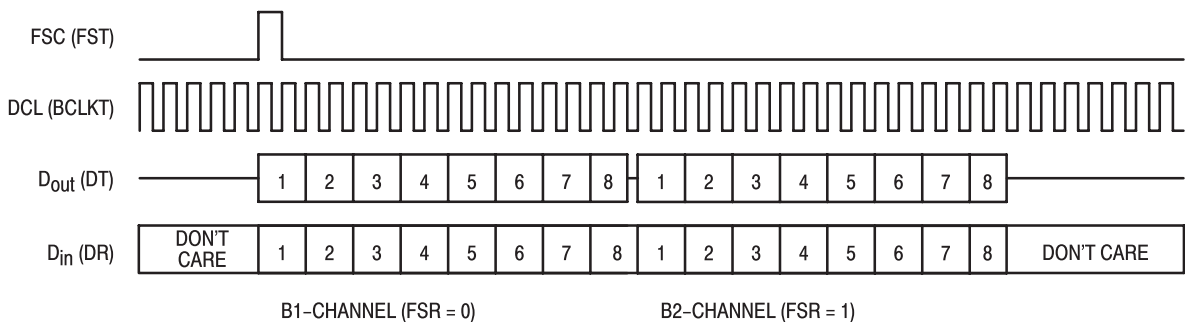 FSC (FST)
DCL (BCLKT)
Dout (DT) 1 2 3 4 5 6 7 8 1 2 3 4 5 6 7 8
Din (DR) DON'T CARE 1 2 3 4 5 6 7 8 1 2 3 4 5 6 7 8 DON'T CARE
B1–CHANNEL (FSR = 0) B2–CHANNEL (FSR = 1)